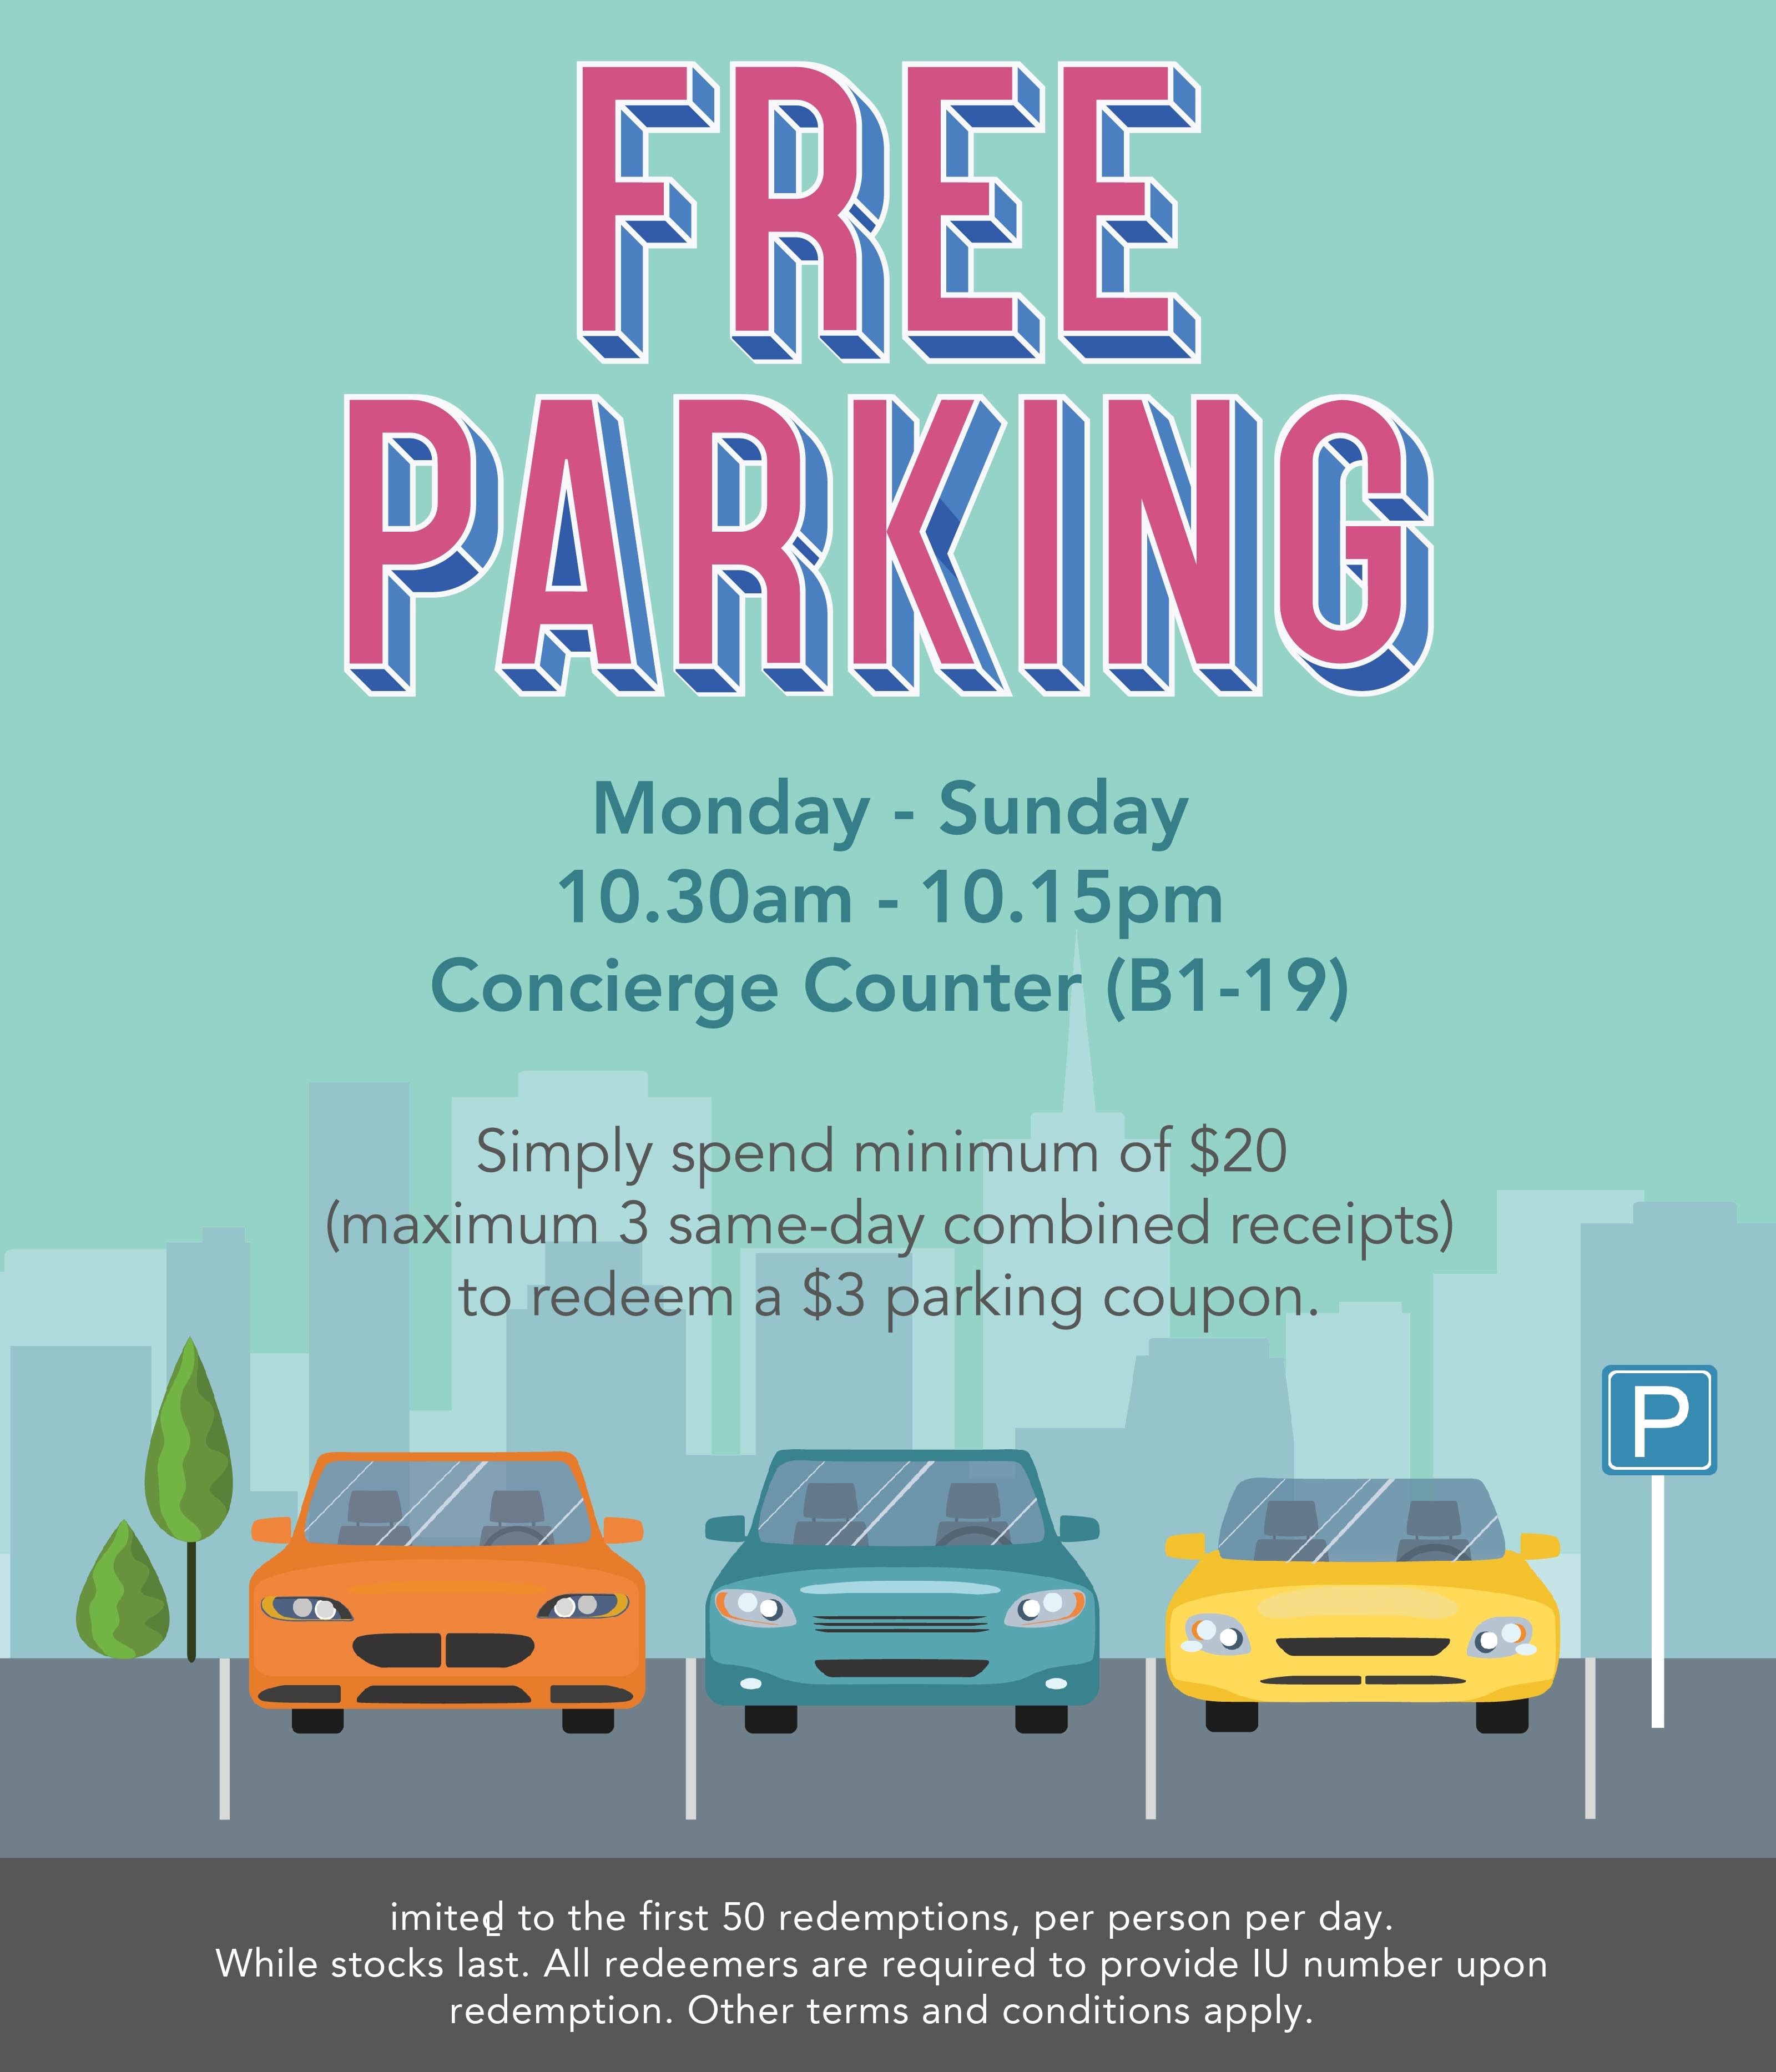 FREE
PARKING
Monday - Sunday
10.30am - 10.15pm
Concierge Counter (B1-19)
Simply spend minimum of $20
(maximum 3 same-day combined receipts)
to redeem a $3 parking coupon.
P
imited to the first 50 redemptions, per person per day.
While stocks last. All redeemers are required to provide IU number upon
redemption. Other terms and conditions apply.